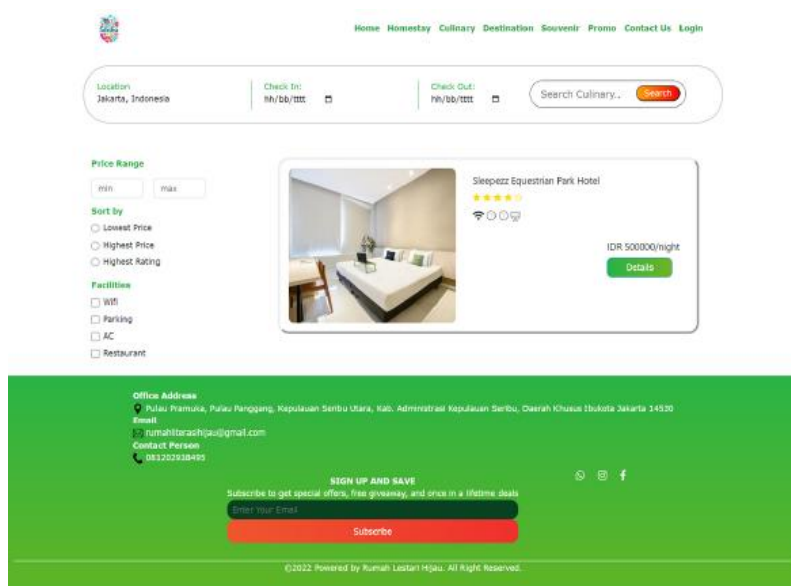 Home Homestay Culinary Destination Souvenir Promo Contact Us Login
Location
Jakarta, Indonesia
Check In:
hh/bb/tttt
Check Out:
hh/bb/tttt
Search Culinary..
Search
Price Range
min max
Sort by
Lowest Price
Highest Price
Highest Rating
Facilities
Wifi
Parking
AC
Restaurant
Sleepezz Equestrian Park Hotel
IDR 500000/night
Details
Office Address
Pulau Pramuka, Pulau Panggang, Kepulauan Seribu Utara, Kab. Administrasi Kepulauan Seribu, Daerah Khusus Ibukota Jakarta 14530
Email
rumahliterasihijau@gmail.com
Contact Person
081202938495
SIGN UP AND SAVE
Subscribe to get special offers, free giveaway, and once in a lifetime deals
Enter Your Email
Subscribe
©2022 Powered by Rumah Lestari Hijau. All Right Reserved.